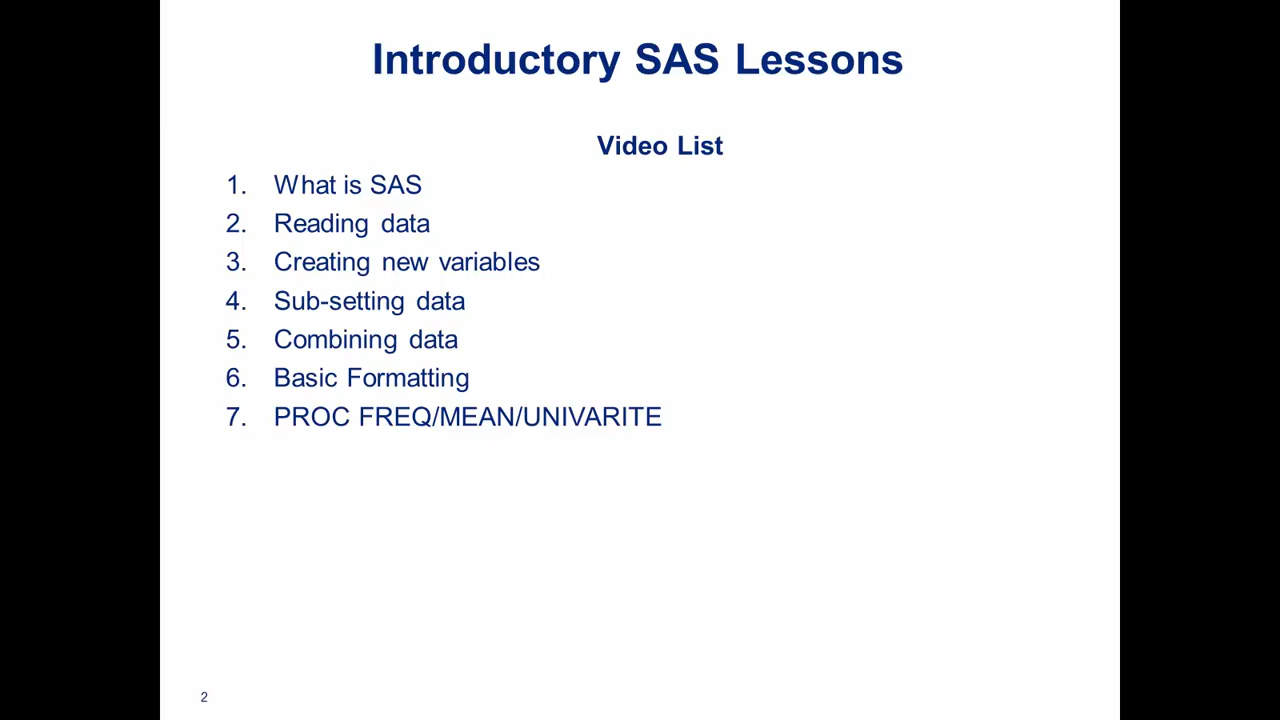 Introductory SAS Lessons
Video List
1. What is SAS
2. Reading data
3. Creating new variables
4. Sub-setting data
5. Combining data
6. Basic Formatting
7. PROC FREQ/MEAN/UNIVARITE
2